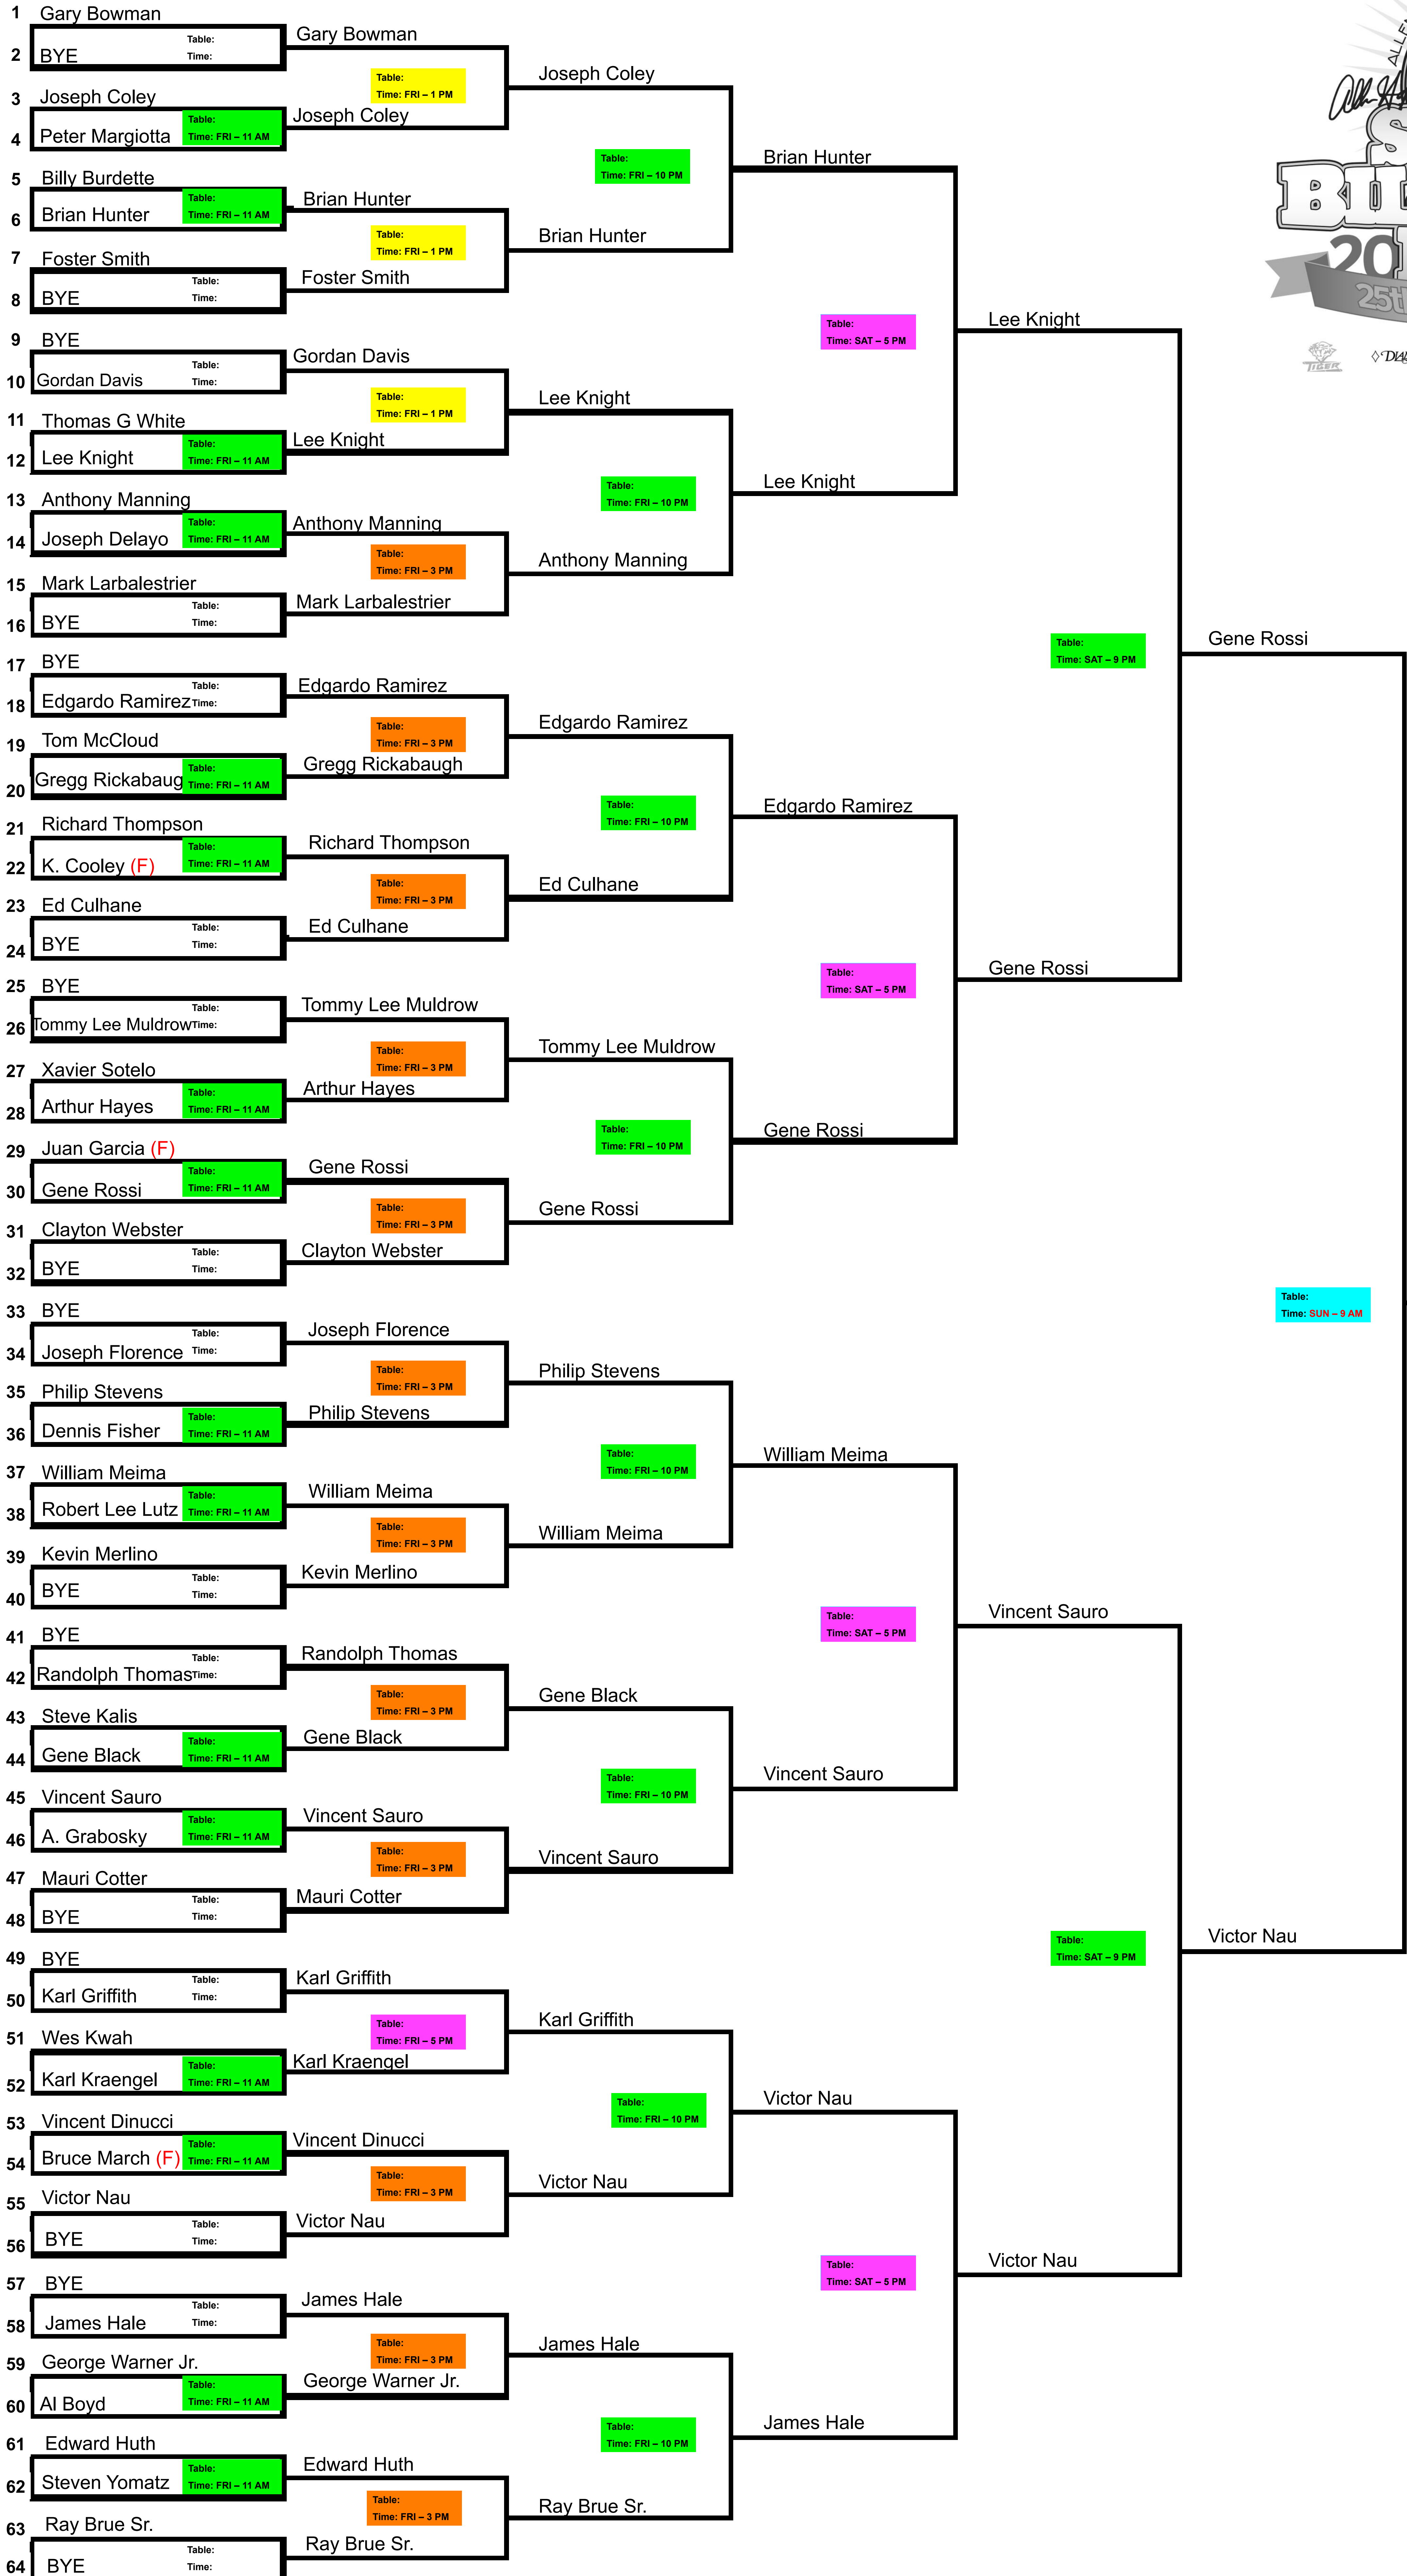 1 Gary Bowman
Table:
2 BYE Time:
3 Joseph Coley
Table:
4 Peter Margiotta Time: FRI – 11 AM
5 Billy Burdette
Table:
6 Brian Hunter Time: FRI – 11 AM
7 Foster Smith
Table:
8 BYE Time:
9 BYE
Table:
10 Gordan Davis Time:
11 Thomas G White
Table:
12 Lee Knight Time: FRI – 11 AM
13 Anthony Manning
Table:
14 Joseph Delayo Time: FRI – 11 AM
15 Mark Larbalestrier
Table:
16 BYE Time:
17 BYE
Table:
18 Edgardo Ramirez Time:
19 Tom McCloud
Table:
20 Gregg Rickabaug Time: FRI – 11 AM
21 Richard Thompson
Table:
22 K. Cooley (F) Time: FRI – 11 AM
23 Ed Culhane
Table:
24 BYE Time:
25 BYE
Table:
26 Tommy Lee Muldrow Time:
27 Xavier Sotelo
Table:
28 Arthur Hayes Time: FRI – 11 AM
29 Juan Garcia (F)
Table:
30 Gene Rossi Time: FRI – 11 AM
31 Clayton Webster
Table:
32 BYE Time:
33 BYE
Table:
34 Joseph Florence Time:
35 Philip Stevens
Table:
36 Dennis Fisher Time: FRI – 11 AM
37 William Meima
Table:
38 Robert Lee Lutz Time: FRI – 11 AM
39 Kevin Merlino
Table:
40 BYE Time:
41 BYE
Table:
42 Randolph Thomas Time:
43 Steve Kalis
Table:
44 Gene Black Time: FRI – 11 AM
45 Vincent Sauro
Table:
46 A. Grabosky Time: FRI – 11 AM
47 Mauri Cotter
Table:
48 BYE Time:
49 BYE
Table:
50 Karl Griffith Time:
51 Wes Kwah
Table:
52 Karl Kraengel Time: FRI – 11 AM
53 Vincent Dinucci
Table:
54 Bruce March (F) Time: FRI – 11 AM
55 Victor Nau
Table:
56 BYE Time:
57 BYE
Table:
58 James Hale Time:
59 George Warner Jr.
Table:
60 Al Boyd Time: FRI – 11 AM
61 Edward Huth
Table:
62 Steven Yomatz Time: FRI – 11 AM
63 Ray Brue Sr.
Table:
64 BYE Time:
Gary Bowman
Table:
Time: FRI – 1 PM
Joseph Coley
Brian Hunter
Table:
Time: FRI – 1 PM
Foster Smith
Gordan Davis
Table:
Time: FRI – 1 PM
Lee Knight
Anthony Manning
Table:
Time: FRI – 3 PM
Mark Larbalestrier
Edgardo Ramirez
Table:
Time: FRI – 3 PM
Gregg Rickabaugh
Richard Thompson
Table:
Time: FRI – 3 PM
Ed Culhane
Tommy Lee Muldrow
Table:
Time: FRI – 3 PM
Arthur Hayes
Gene Rossi
Table:
Time: FRI – 3 PM
Clayton Webster
Joseph Florence
Table:
Time: FRI – 3 PM
Philip Stevens
William Meima
Table:
Time: FRI – 3 PM
Kevin Merlino
Randolph Thomas
Table:
Time: FRI – 3 PM
Gene Black
Vincent Sauro
Table:
Time: FRI – 3 PM
Mauri Cotter
Karl Griffith
Table:
Time: FRI – 5 PM
Karl Kraengel
Vincent Dinucci
Table:
Time: FRI – 3 PM
Victor Nau
James Hale
Table:
Time: FRI – 3 PM
George Warner Jr.
Edward Huth
Table:
Time: FRI – 3 PM
Ray Brue Sr.
Joseph Coley
Table:
Time: FRI – 10 PM
Brian Hunter
Lee Knight
Table:
Time: FRI – 10 PM
Anthony Manning
Edgardo Ramirez
Table:
Time: FRI – 10 PM
Ed Culhane
Tommy Lee Muldrow
Table:
Time: FRI – 10 PM
Gene Rossi
Philip Stevens
Table:
Time: FRI – 10 PM
William Meima
Gene Black
Table:
Time: FRI – 10 PM
Vincent Sauro
Karl Griffith
Table:
Time: FRI – 10 PM
Victor Nau
James Hale
Table:
Time: FRI – 10 PM
Ray Brue Sr.
Brian Hunter
Table:
Time: SAT – 5 PM
Lee Knight
Edgardo Ramirez
Table:
Time: SAT – 5 PM
Gene Rossi
William Meima
Table:
Time: SAT – 5 PM
Vincent Sauro
Victor Nau
Table:
Time: SAT – 5 PM
James Hale
Lee Knight
Table:
Time: SAT – 9 PM
Gene Rossi
Vincent Sauro
Table:
Time: SAT – 9 PM
Victor Nau
Gene Rossi
Table:
Time: SUN – 9 AM
Victor Nau
20
25th
TIGER